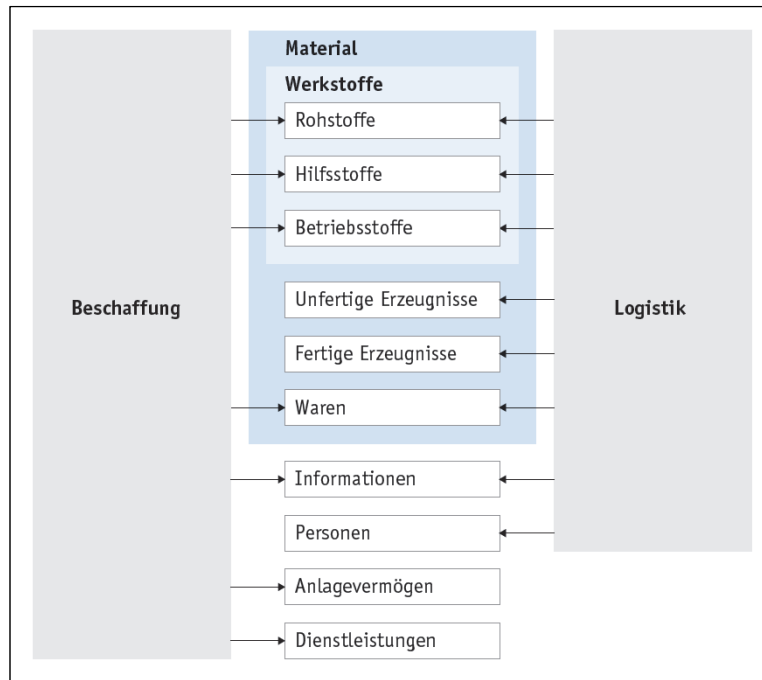 Material
Werkstoffe
Rohstoffe
Hilfsstoffe
Betriebsstoffe
Beschaffung
Unfertige Erzeugnisse
Logistik
Fertige Erzeugnisse
Waren
Informationen
Personen
Anlagevermögen
Dienstleistungen